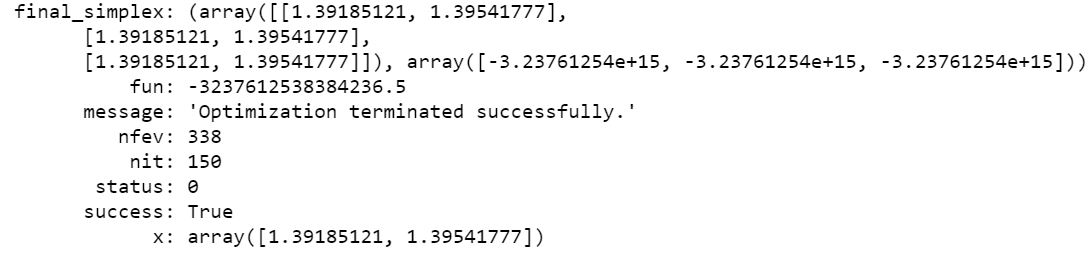 final_simplex: (array([[1.39185121, 1.39541777],
[1.39185121, 1.39541777],
[1.39185121, 1.39541777]]), array([-3.23761254e+15, -3.23761254e+15, -3.23761254e+15]))
fun: -3237612538384236.5
message: 'Optimization terminated successfully.'
nfev: 338
nit: 150
status: 0
success: True
x: array([1.39185121, 1.39541777])